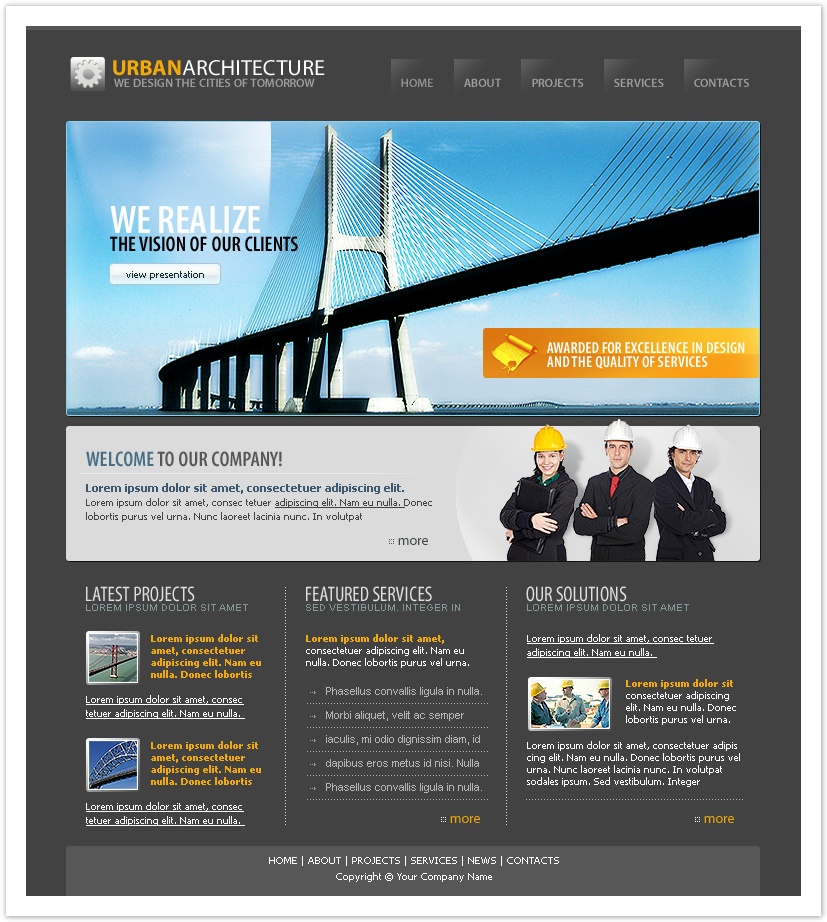 URBANARCHITECTURE
WE DESIGN THE CITIES OF TOMORROW
HOME
ABOUT
PROJECTS
SERVICES
CONTACTS
WE REALIZE
THE VISION OF OUR CLIENTS
view presentation
AWARDED FOR EXCELLENCE IN DESIGN
AND THE QUALITY OF SERVICES
WELCOME TO OUR COMPANY!
Lorem ipsum dolor sit amet, consectetuer adipiscing elit.
Lorem ipsum dolor sit amet, consec tetuer adipiscing elit. Nam eu nulla. Donec
lobortis purus vel urna. Nunc laoreet lacinia nunc. In volutpat
more
LATEST PROJECTS
LOREM IPSUM DOLOR SIT AMET
Lorem ipsum dolor sit
amet, consectetuer
adipiscing elit. Nam eu
nulla. Donec lobortis
Lorem ipsum dolor sit amet, consec
tetuer adipiscing elit. Nam eu nulla.
Lorem ipsum dolor sit
amet, consectetuer
adipiscing elit. Nam eu
nulla. Donec lobortis
Lorem ipsum dolor sit amet, consec
tetuer adipiscing elit. Nam eu nulla.
FEATURED SERVICES
SED VESTIBULUM. INTEGER IN
Lorem ipsum dolor sit amet,
consectetuer adipiscing elit. Nam eu
nulla. Donec lobortis purus vel urna.
Phasellus convallis ligula in nulla.
Morbi aliquet, velit ac semper
iaculis, mi odio dignissim diam, id
dapibus eros metus id nisi. Nulla
Phasellus convallis ligula in nulla.
more
OUR SOLUTIONS
LOREM IPSUM DOLOR SIT AMET
Lorem ipsum dolor sit amet, consec tetuer
adipiscing elit. Nam eu nulla.
Lorem ipsum dolor sit
consectetuer adipiscing
elit. Nam eu nulla. Donec
lobortis purus vel urna.
Lorem ipsum dolor sit amet, consectetuer adipis
cing elit. Nam eu nulla. Donec lobortis purus vel
urna. Nunc laoreet lacinia nunc. In volutpat
sodales ipsum. Sed vestibulum. Integer
more
HOME | ABOUT | PROJECTS | SERVICES | NEWS | CONTACTS
Copyright © Your Company Name